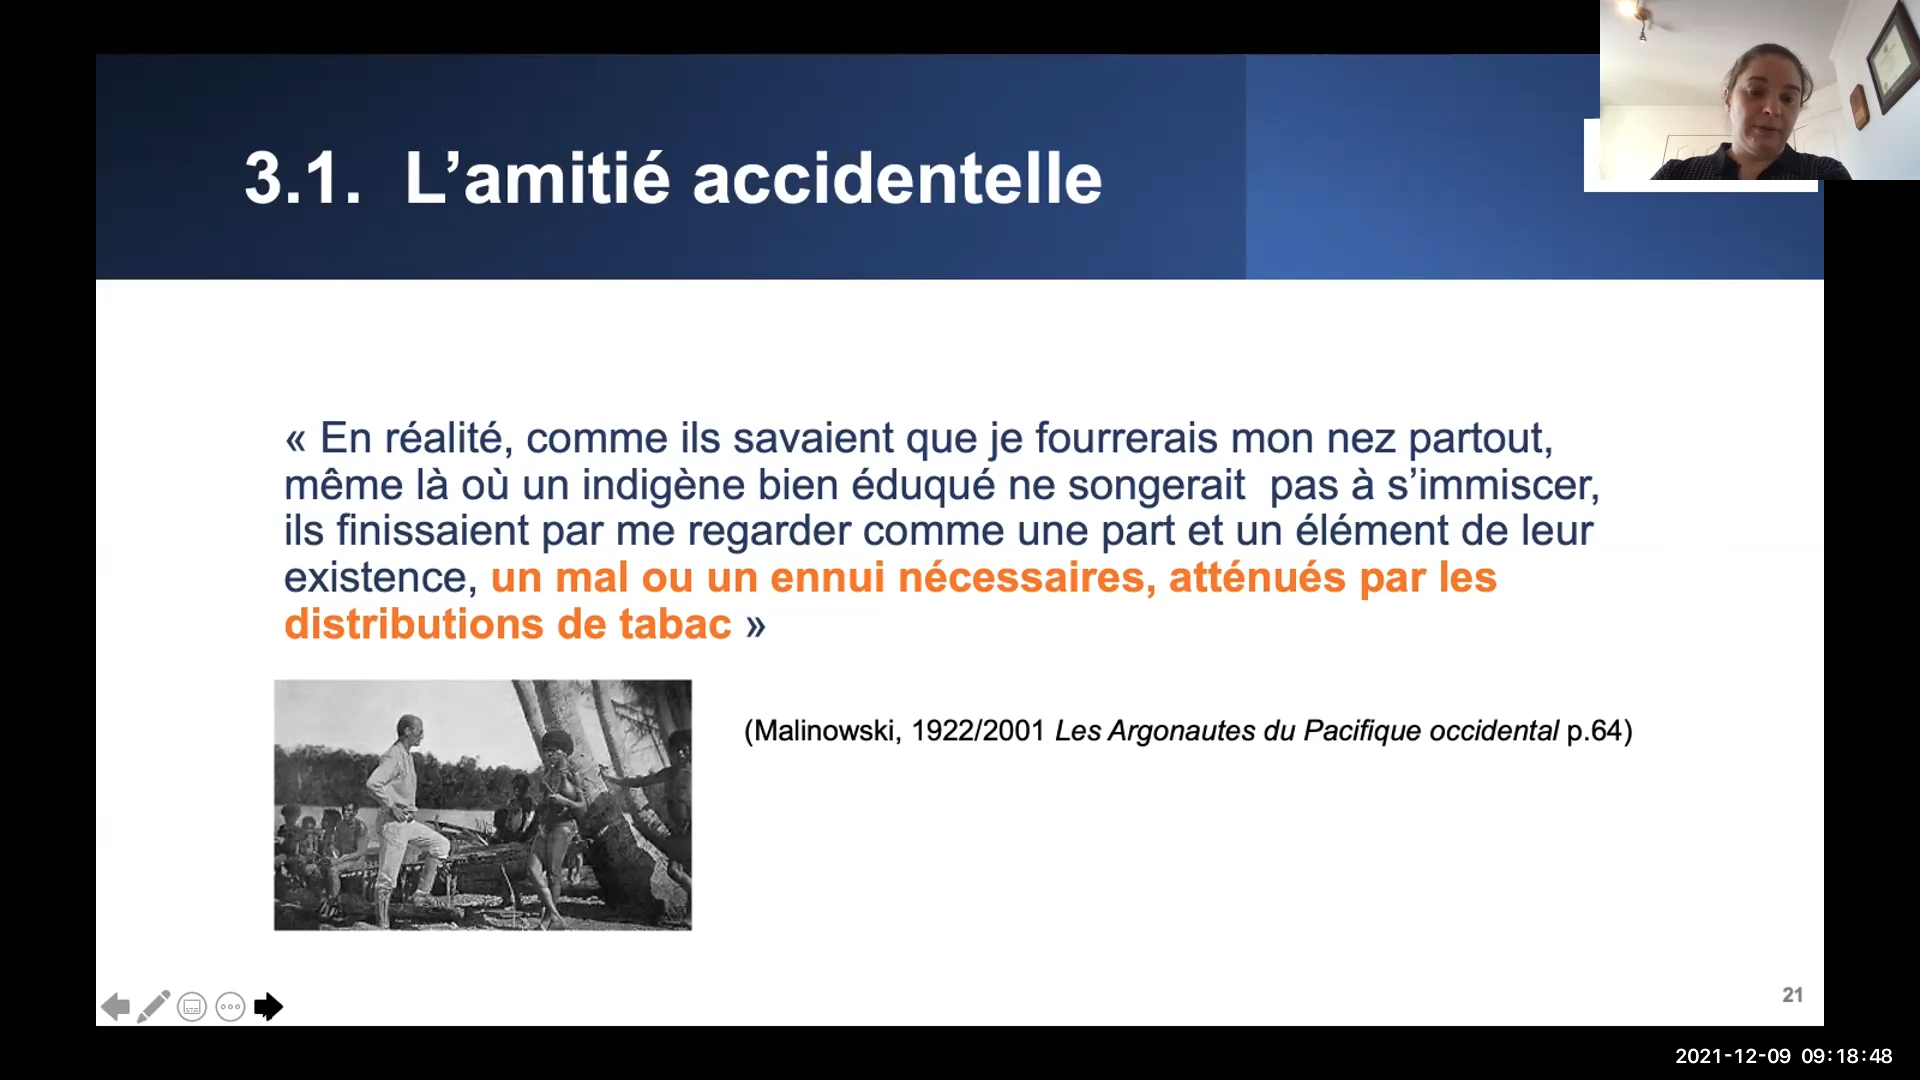 3.1. L’amitié accidentelle
« En réalité, comme ils savaient que je fourrerais mon nez partout,
même là où un indigène bien éduqué ne songerait  pas à s’immiscer,
ils finissaient par me regarder comme une part et un élément de leur
existence, un mal ou un ennui nécessaires, atténués par les
distributions de tabac »
(Malinowski, 1922/2001 Les Argonautes du Pacifique occidental p.64)
21
2021-12-09 09:18:48